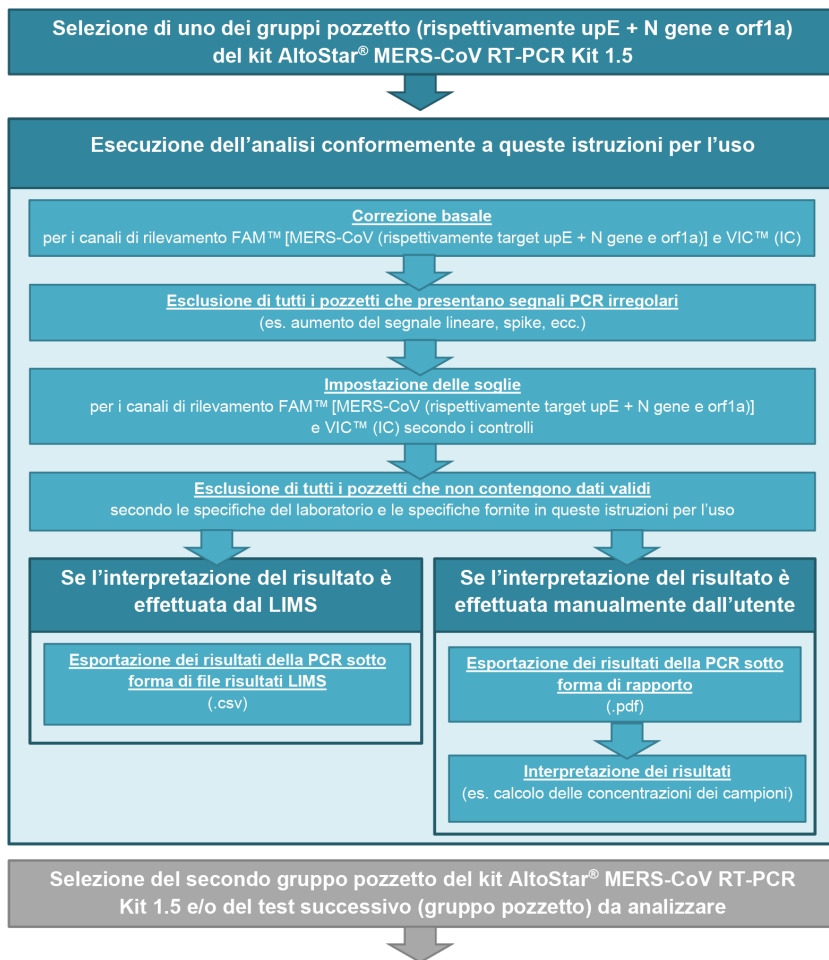 Selezione di uno dei gruppi pozzetto (rispettivamente upE + N gene e orf1a)
del kit AltoStar® MERS-CoV RT-PCR Kit 1.5
Esecuzione dell’analisi conformemente a queste istruzioni per l’uso
Correzione basale
per i canali di rilevamento FAM™ [MERS-CoV (rispettivamente target upE + N gene e orf1a)] e VIC™ (IC)
Esclusione di tutti i pozzetti che presentano segnali PCR irregolari
(es. aumento del segnale lineare, spike, ecc.)
Impostazione delle soglie
per i canali di rilevamento FAM™ [MERS-CoV (rispettivamente target upE + N gene e orf1a)]
e VIC™ (IC) secondo i controlli
Esclusione di tutti i pozzetti che non contengono dati validi
secondo le specifiche del laboratorio e le specifiche fornite in queste istruzioni per l’uso
Se l’interpretazione del risultato è
effettuata dal LIMS
Esportazione dei risultati della PCR sotto
forma di file risultati LIMS
(.csv)
Se l’interpretazione del risultato è
effettuata manualmente dall’utente
Esportazione dei risultati della PCR sotto
forma di rapporto
(.pdf)
Interpretazione dei risultati
(es. calcolo delle concentrazioni dei campioni)
Selezione del secondo gruppo pozzetto del kit AltoStar® MERS-CoV RT-PCR
Kit 1.5 e/o del test successivo (gruppo pozzetto) da analizzare